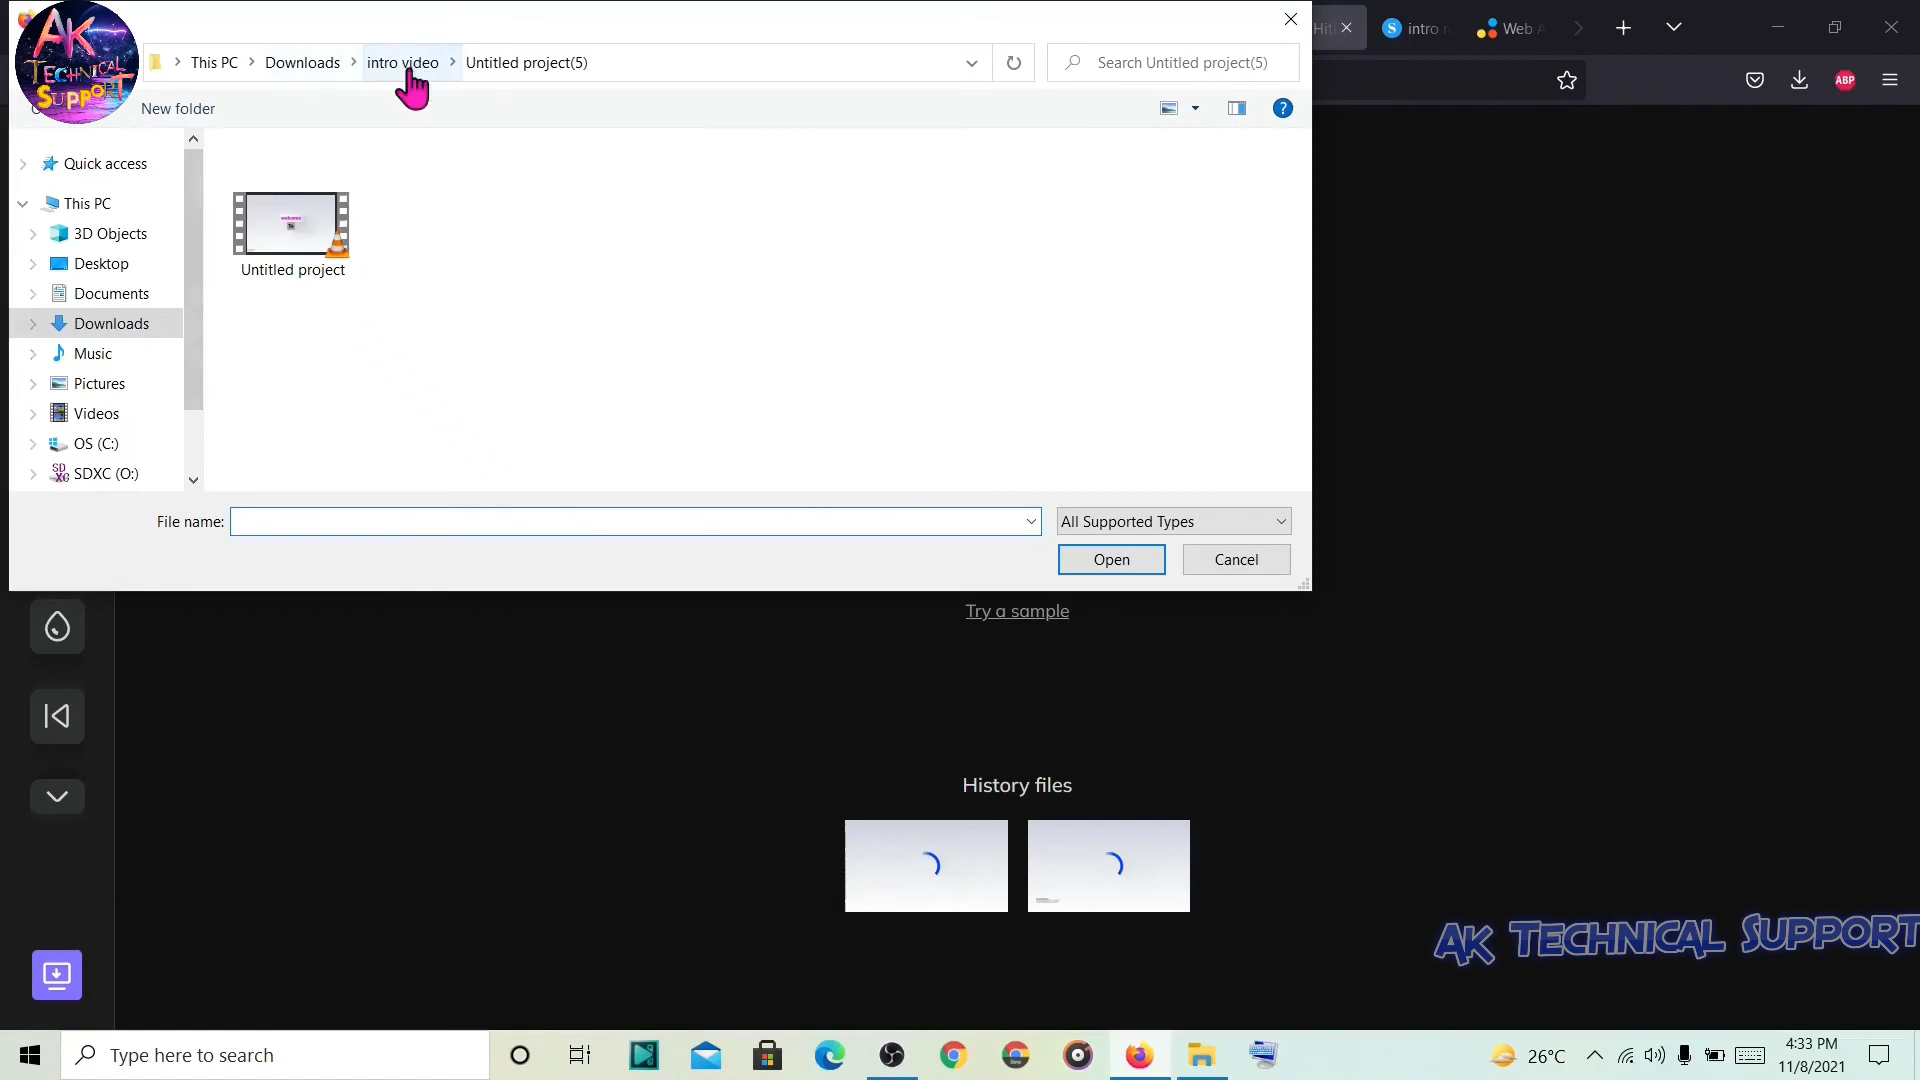 AK
TECHNICAL
SUPPORT
This PC
Downloads
intro video
Untitled project(5)
Search Untitled project(5)
New folder
Quick access
This PC
3D Objects
Desktop
Documents
Downloads
Music
Pictures
Videos
OS (C:)
SDXC (O:)
welcome
To
Untitled project
File name:
All Supported Types
Open
Cancel
intro
Web
ABP
Try a sample
History files
AK TECHNICAL SUPPORT
Type here to search
26°C
4:33 PM
11/8/2021